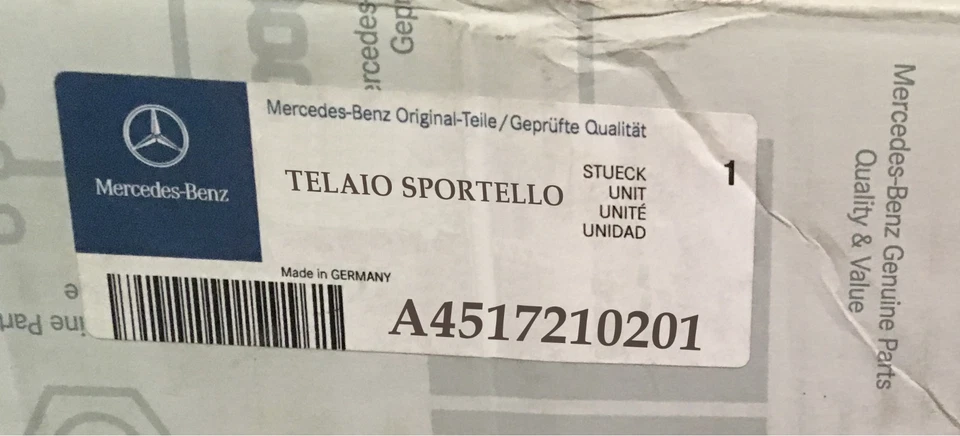 Mercedes-Benz
Mercedes-Benz Original-Teile/Geprüfte Qualität
TELAIO SPORTELLO
STUECK
UNIT
UNITÉ
UNIDAD
1
Made in GERMANY
A4517210201
Mercedes-Benz Genuine Parts
Quality & Value